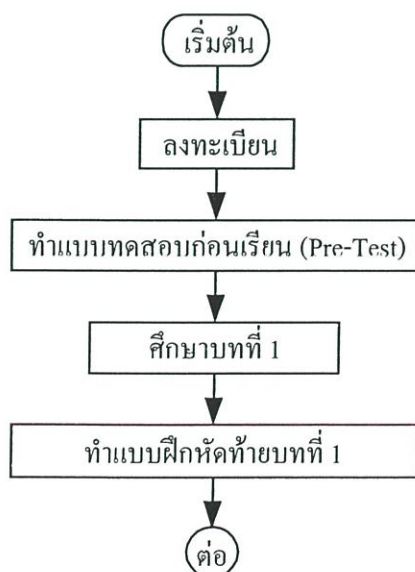 เริ่มต้น
ลงทะเบียน
ทำแบบทดสอบก่อนเรียน (Pre-Test)
ศึกษาบทที่ 1
ทำแบบฝึกหัดท้ายบทที่ 1
ต่อ